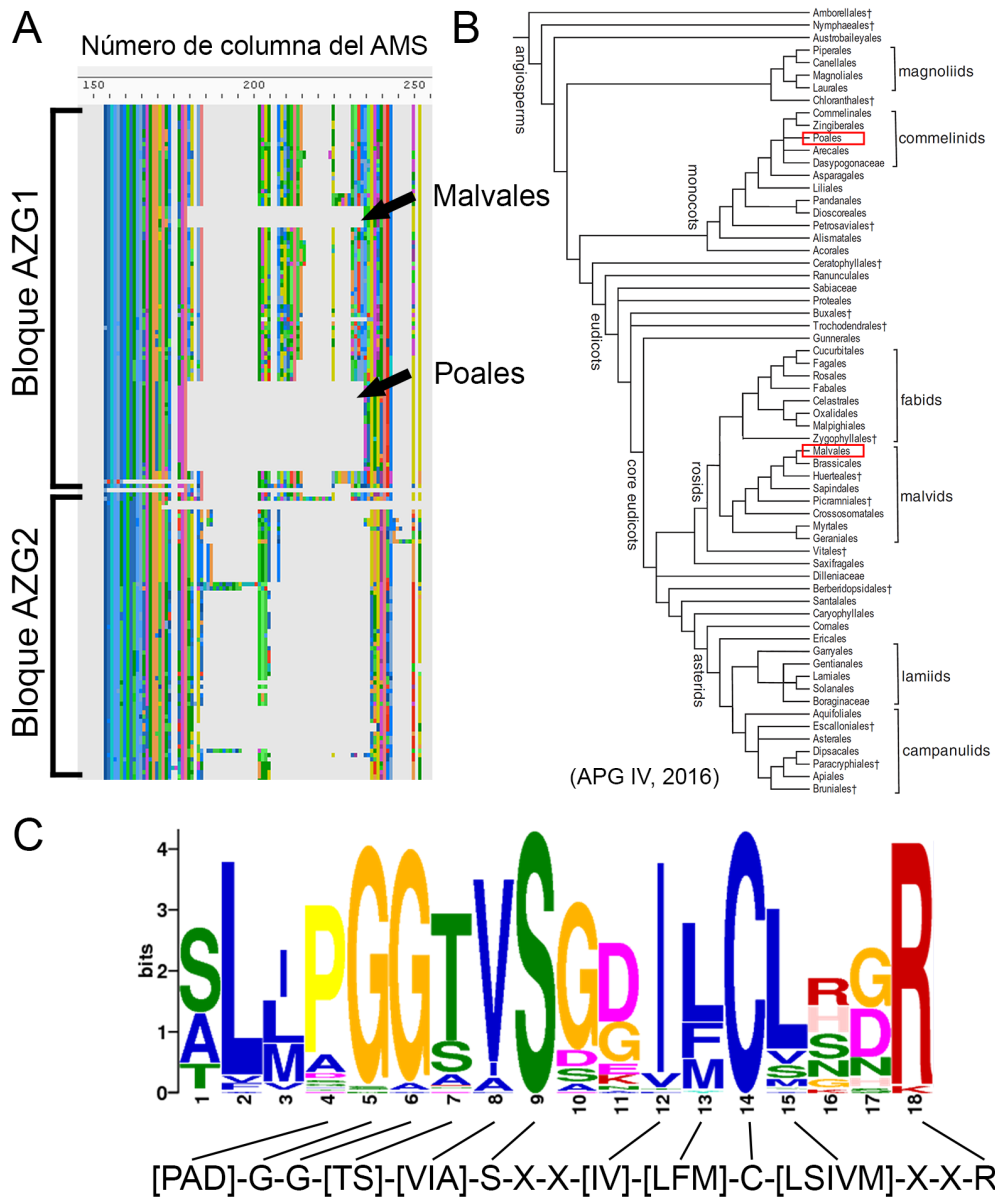 A
Número de columna del AMS
150
200
250
Bloque AZG1
Malvales
Poales
Bloque AZG2
B
angiosperms
monocots
eudicots
core eudicots
rosids
asterids
Amborellales†
Nymphaeales†
Austrobaileyales
Piperales
Canellales
Magnoliales
Laurales
magnoliids
Chloranthales†
Commelinales
Zingiberales
Poales
Arecales
Dasypogonaceae
commelinids
Asparagales
Liliales
Pandanales
Dioscoreales
Petrosaviales†
Alismatales
Acorales
Ceratophyllales†
Ranunculales
Sabiaceae
Proteales
Buxales†
Trochodendrales†
Gunnerales
Cucurbitales
Fagales
Rosales
Fabales
Celastrales
Oxalidales
Malpighiales
fabids
Zygophyllales†
Malvales
Brassicales
Huerteales†
Sapindales
Picramniales†
Crossosomatales
Myrtales
Geraniales
malvids
Vitales†
Saxifragales
Dilleniaceae
Berberidopsidales†
Santalales
Caryophyllales
Cornales
Ericales
Garryales
Gentianales
Lamiales
Solanales
Boraginaceae
lamiids
Aquifoliales
Escalloniales†
Asterales
Dipsacales
Paracryphiales†
Apiales
Bruniales†
campanulids
(APG IV, 2016)
C
bits
4
3
2
1
0
1 2 3 4 5 6 7 8 9 10 11 12 13 14 15 16 17 18
[PAD]-G-G-[TS]-[VIA]-S-X-X-[IV]-[LFM]-C-[LSIVM]-X-X-R